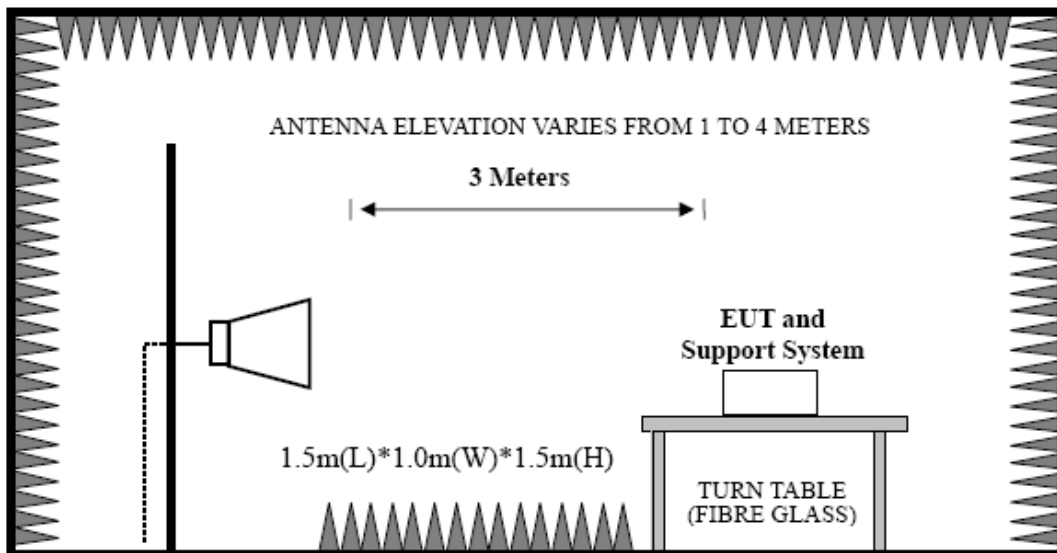 ANTENNA ELEVATION VARIES FROM 1 TO 4 METERS
3 Meters
EUT and
Support System
1.5m(L)*1.0m(W)*1.5m(H)
TURN TABLE
(FIBRE GLASS)